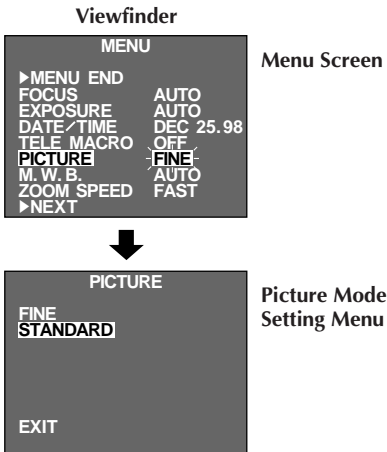 Viewfinder
MENU
Menu Screen
▶MENU END
FOCUS AUTO
EXPOSURE AUTO
DATE/TIME DEC 25.98
TELE MACRO OFF
PICTURE FINE
M.W.B. AUTO
ZOOM SPEED FAST
▶NEXT
PICTURE
Picture Mode
Setting Menu
FINE
STANDARD
EXIT